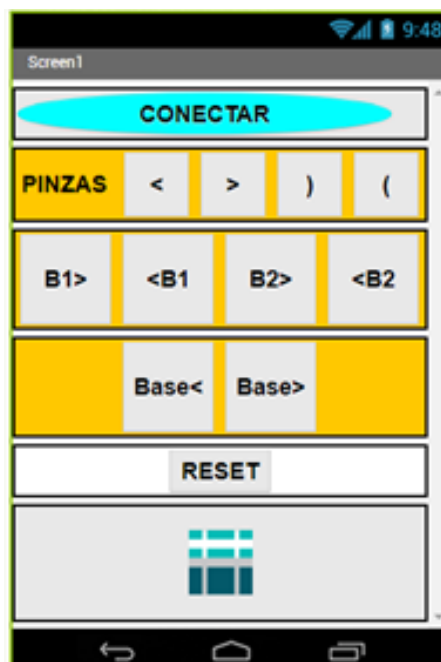 9:48
Screen1
CONECTAR
PINZAS < > ) (
B1> <B1 B2> <B2
Base< Base>
RESET